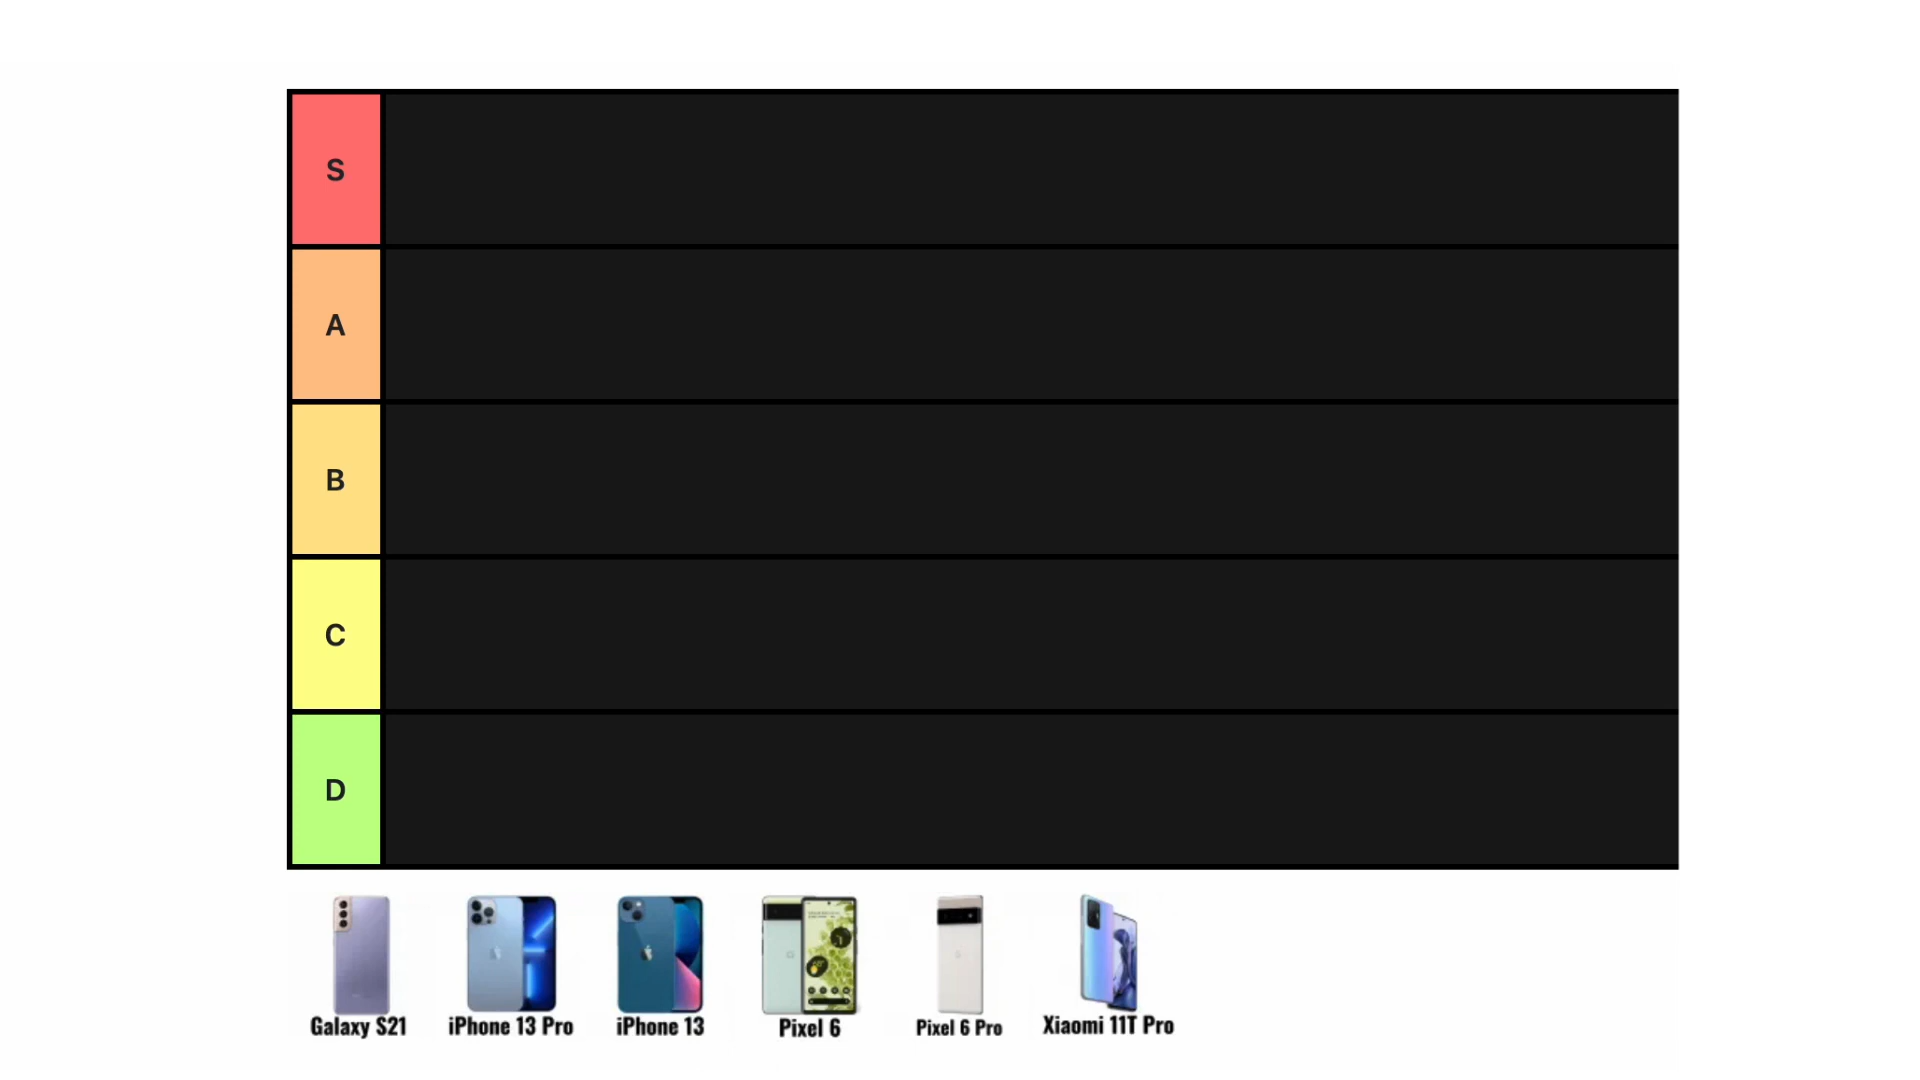 S
A
B
C
D
Galaxy S21
iPhone 13 Pro
iPhone 13
Pixel 6
Pixel 6 Pro
Xiaomi 11T Pro